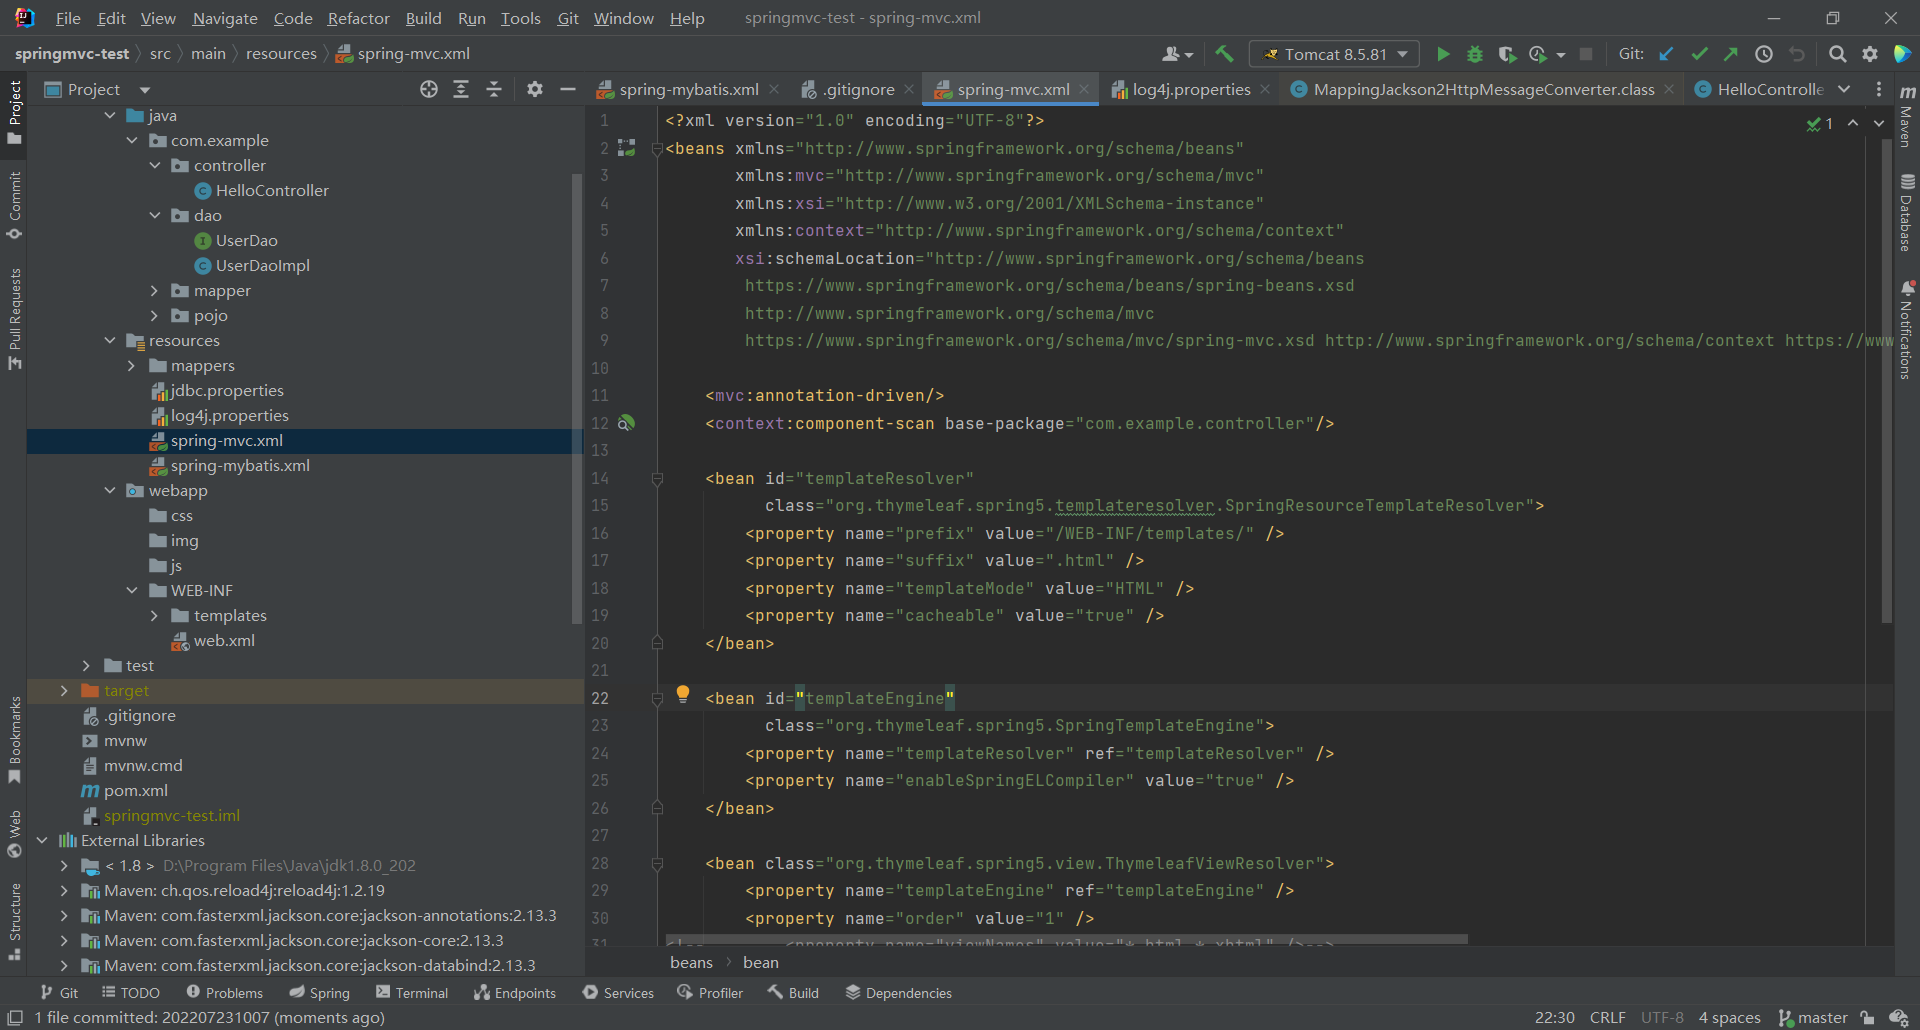 File Edit View Navigate Code Refactor Build Run Tools Git Window Help springmvc-test - spring-mvc.xml
springmvc-test src main resources spring-mvc.xml
Tomcat 8.5.81 Git:
Project
spring-mybatis.xml .gitignore spring-mvc.xml log4j.properties MappingJackson2HttpMessageConverter.class HelloControlle
Project
Commit
Pull Requests
Bookmarks
Web
Structure
java
com.example
controller
HelloController
dao
UserDao
UserDaoImpl
mapper
pojo
resources
mappers
jdbc.properties
log4j.properties
spring-mvc.xml
spring-mybatis.xml
webapp
css
img
js
WEB-INF
templates
web.xml
test
target
.gitignore
mvnw
mvnw.cmd
pom.xml
springmvc-test.iml
External Libraries
< 1.8 > D:\Program Files\Java\jdk1.8.0_202
Maven: ch.qos.reload4j:reload4j:1.2.19
Maven: com.fasterxml.jackson.core:jackson-annotations:2.13.3
Maven: com.fasterxml.jackson.core:jackson-core:2.13.3
Maven: com.fasterxml.jackson.core:jackson-databind:2.13.3
1 <?xml version="1.0" encoding="UTF-8"?>
2 <beans xmlns="http://www.springframework.org/schema/beans"
3 xmlns:mvc="http://www.springframework.org/schema/mvc"
4 xmlns:xsi="http://www.w3.org/2001/XMLSchema-instance"
5 xmlns:context="http://www.springframework.org/schema/context"
6 xsi:schemaLocation="http://www.springframework.org/schema/beans
7 https://www.springframework.org/schema/beans/spring-beans.xsd
8 http://www.springframework.org/schema/mvc
9 https://www.springframework.org/schema/mvc/spring-mvc.xsd http://www.springframework.org/schema/context https://www
10
11 <mvc:annotation-driven/>
12 <context:component-scan base-package="com.example.controller"/>
13
14 <bean id="templateResolver"
15 class="org.thymeleaf.spring5.templateresolver.SpringResourceTemplateResolver">
16 <property name="prefix" value="/WEB-INF/templates/" />
17 <property name="suffix" value=".html" />
18 <property name="templateMode" value="HTML" />
19 <property name="cacheable" value="true" />
20 </bean>
21
22 <bean id="templateEngine"
23 class="org.thymeleaf.spring5.SpringTemplateEngine">
24 <property name="templateResolver" ref="templateResolver" />
25 <property name="enableSpringELCompiler" value="true" />
26 </bean>
27
28 <bean class="org.thymeleaf.spring5.view.ThymeleafViewResolver">
29 <property name="templateEngine" ref="templateEngine" />
30 <property name="order" value="1" />
31 <!-- <property name="viewNames" value="*.html,*.xhtml" />-->
1
Maven
Database
Notifications
beans bean
Git TODO Problems Spring Terminal Endpoints Services Profiler Build Dependencies
1 file committed: 202207231007 (moments ago) 22:30 CRLF UTF-8 4 spaces master